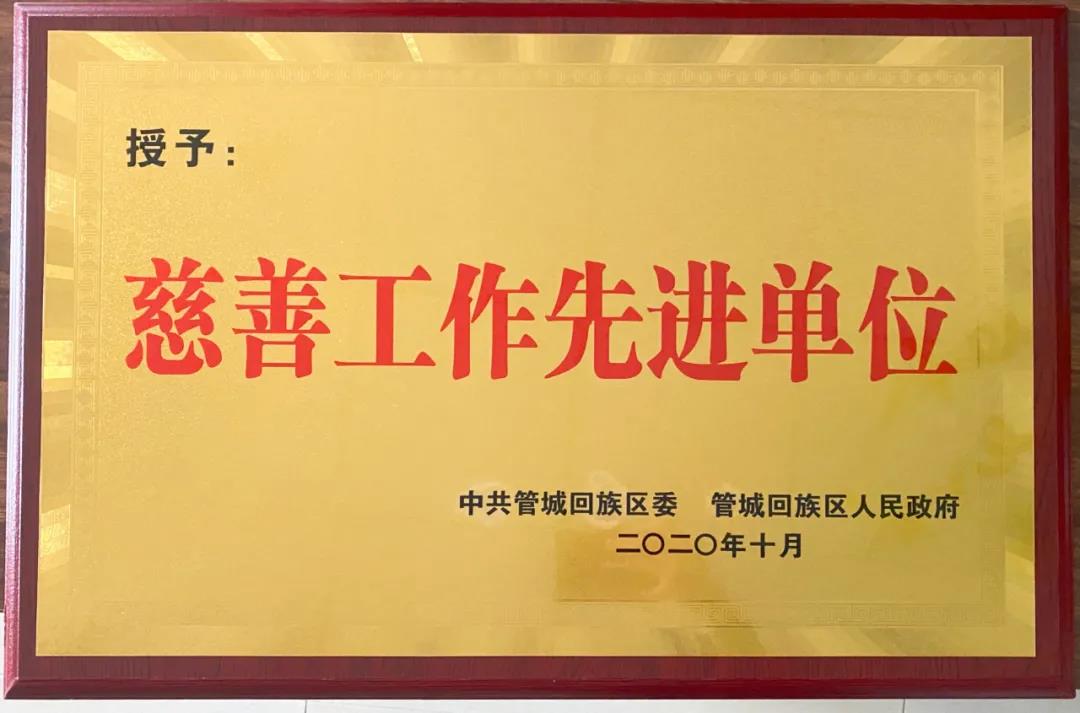 授予：
慈善工作先进单位
中共管城回族区委 管城回族区人民政府
二〇二〇年十月